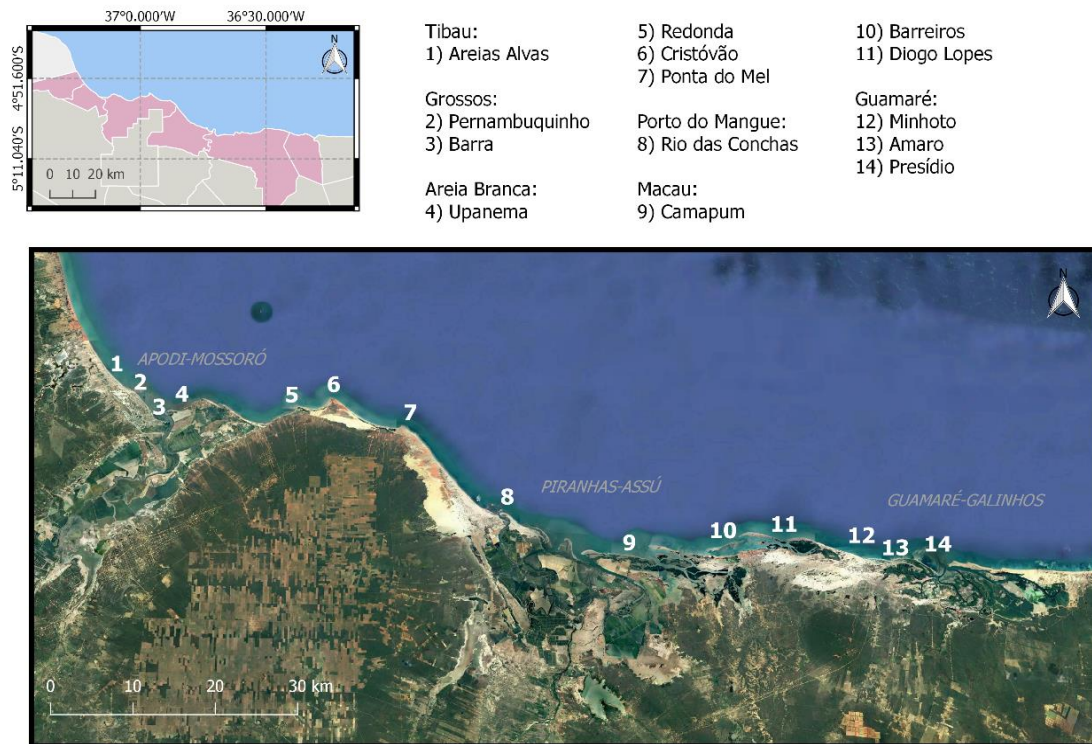 37°0.000'W
36°30.000'W
N
4°51.600'S
5°11.040'S
0 10 20 km
Tibau:
1) Areias Alvas
Grossos:
2) Pernambuquinho
3) Barra
Areia Branca:
4) Upanema
5) Redonda
6) Cristóvão
7) Ponta do Mel
Porto do Mangue:
8) Rio das Conchas
Macau:
9) Camapum
10) Barreiros
11) Diogo Lopes
Guamaré:
12) Minhoto
13) Amaro
14) Presídio
N
1
APODI-MOSSORÓ
2
3
4
5
6
7
8
PIRANHAS-ASSÚ
9
10
11
GUAMARÉ-GALINHOS
12
13
14
0 10 20 30 km